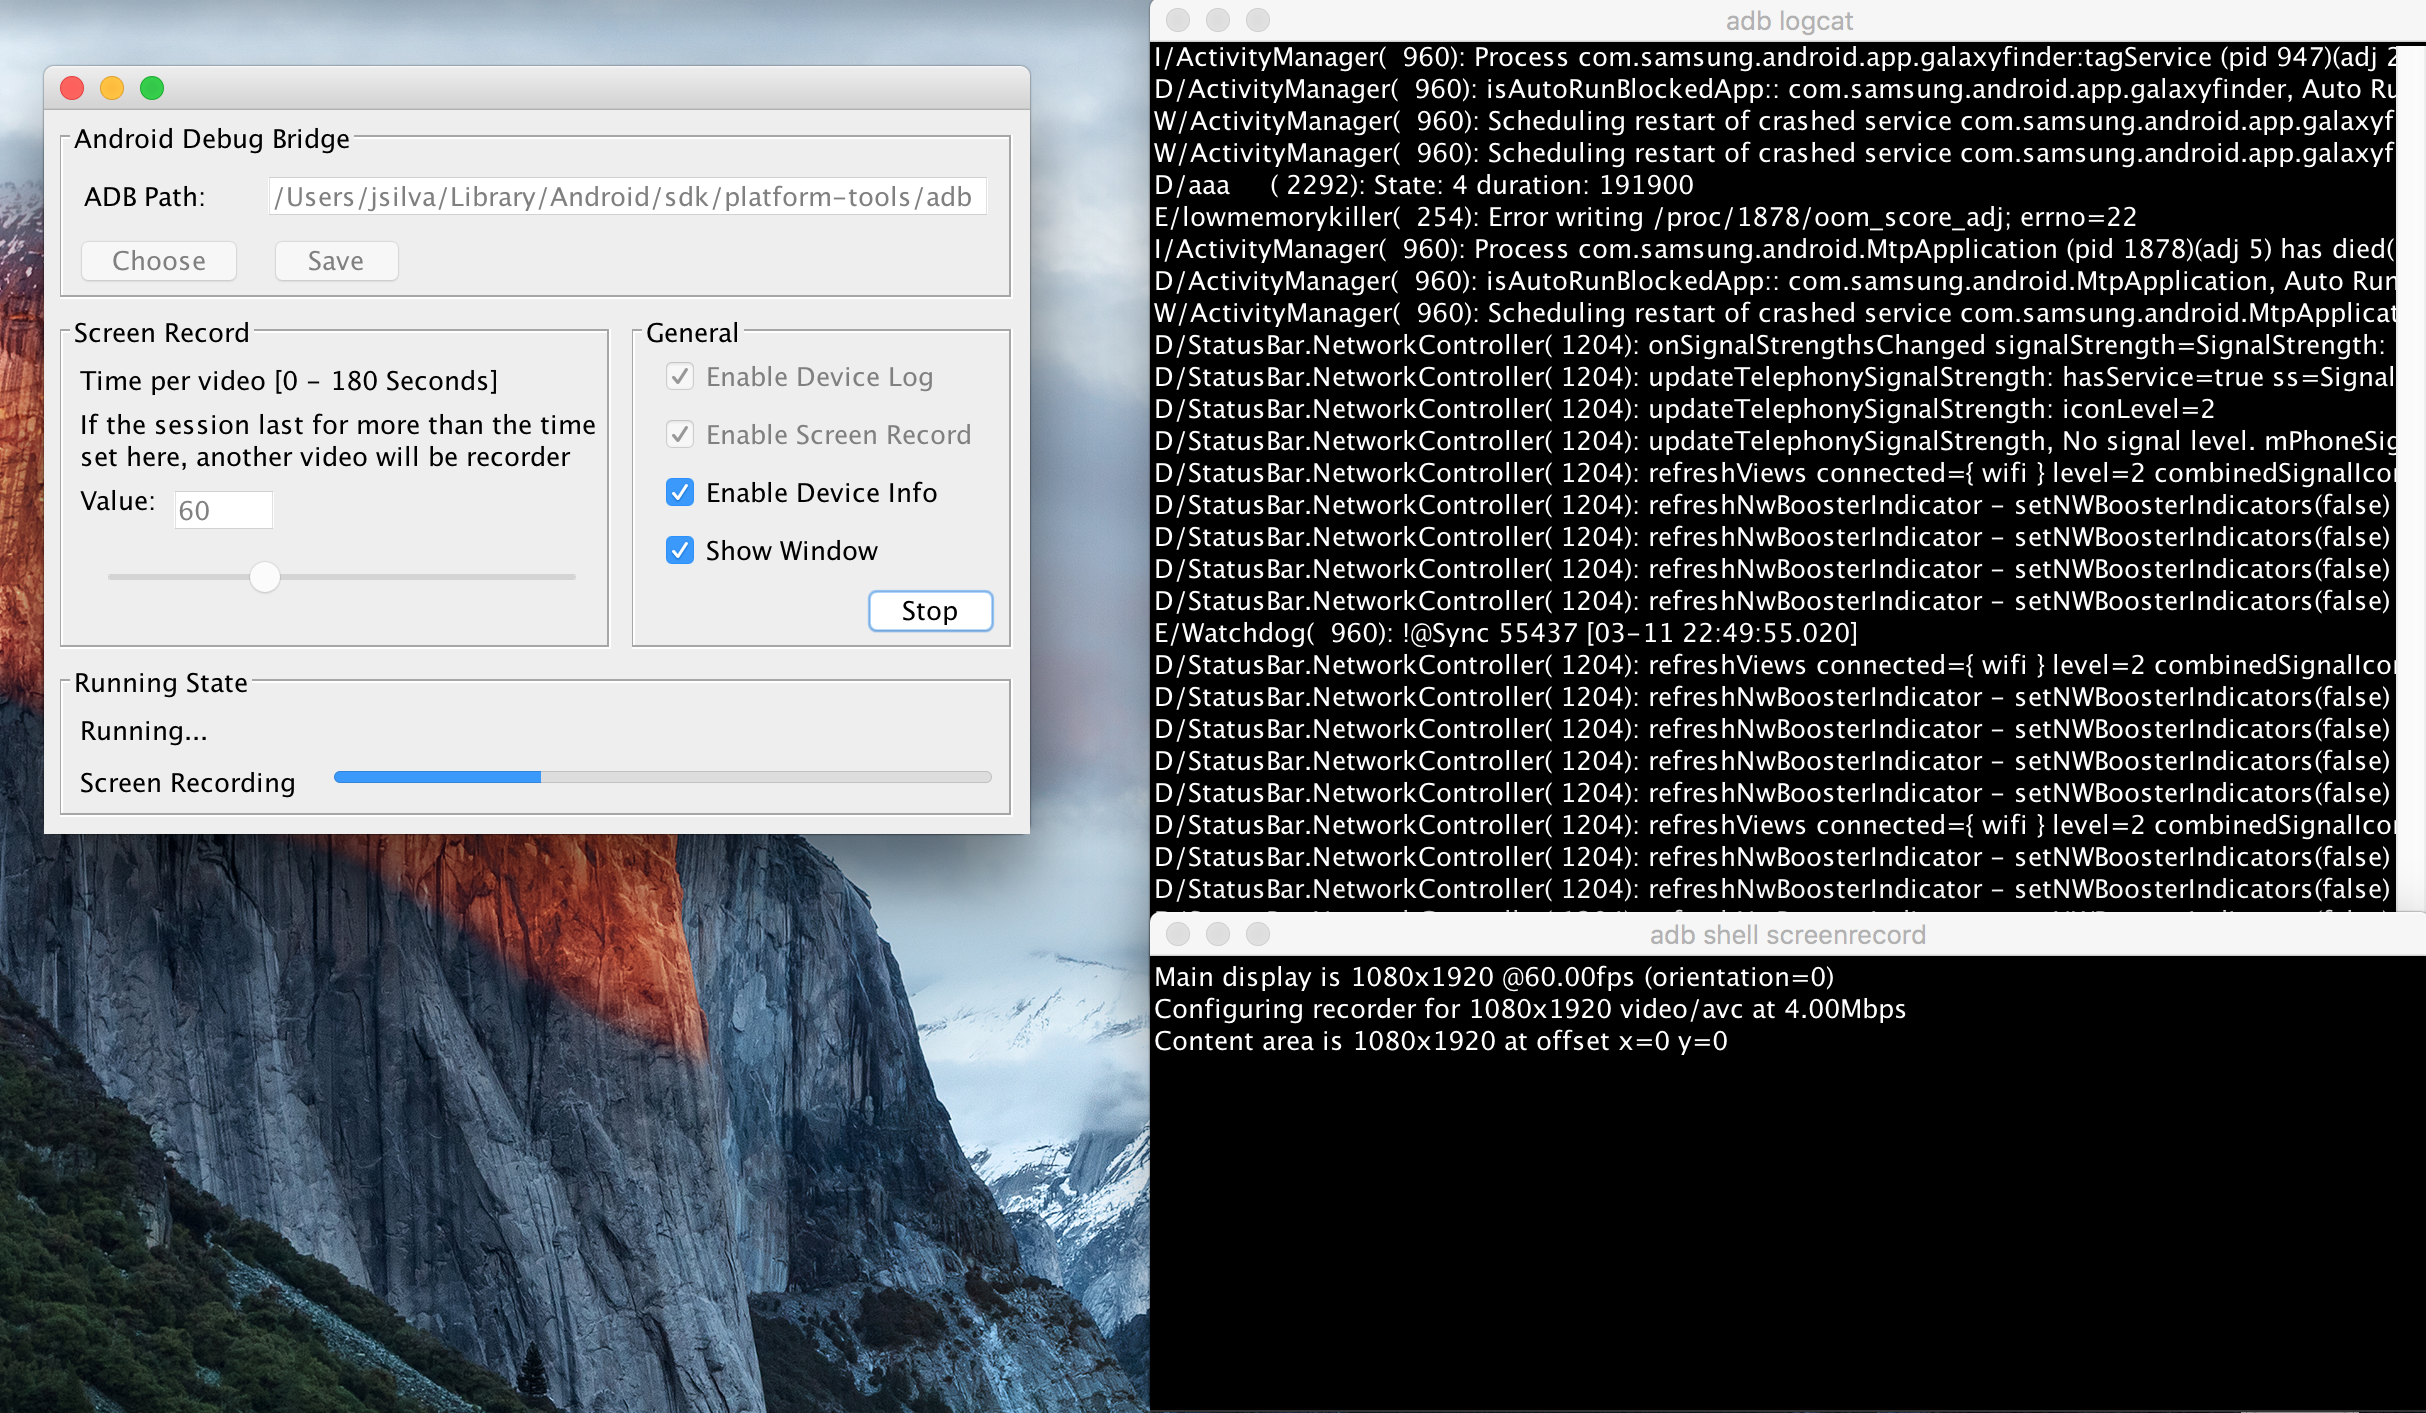 Android Debug Bridge
ADB Path: /Users/jsilva/Library/Android/sdk/platform-tools/adb
Choose Save
Screen Record
Time per video [0 - 180 Seconds]
If the session last for more than the time
set here, another video will be recorder
Value: 60
General
Enable Device Log
Enable Screen Record
Enable Device Info
Show Window
Stop
Running State
Running...
Screen Recording
adb logcat
I/ActivityManager(  960): Process com.samsung.android.app.galaxyfinder:tagService (pid 947)(adj 2
D/ActivityManager(  960): isAutoRunBlockedApp:: com.samsung.android.app.galaxyfinder, Auto Ru
W/ActivityManager(  960): Scheduling restart of crashed service com.samsung.android.app.galaxyf
W/ActivityManager(  960): Scheduling restart of crashed service com.samsung.android.app.galaxyf
D/aaa     ( 2292): State: 4 duration: 191900
E/lowmemorykiller(  254): Error writing /proc/1878/oom_score_adj; errno=22
I/ActivityManager(  960): Process com.samsung.android.MtpApplication (pid 1878)(adj 5) has died(
D/ActivityManager(  960): isAutoRunBlockedApp:: com.samsung.android.MtpApplication, Auto Run
W/ActivityManager(  960): Scheduling restart of crashed service com.samsung.android.MtpApplicat
D/StatusBar.NetworkController( 1204): onSignalStrengthsChanged signalStrength=SignalStrength:
D/StatusBar.NetworkController( 1204): updateTelephonySignalStrength: hasService=true ss=Signal
D/StatusBar.NetworkController( 1204): updateTelephonySignalStrength: iconLevel=2
D/StatusBar.NetworkController( 1204): updateTelephonySignalStrength, No signal level. mPhoneSig
D/StatusBar.NetworkController( 1204): refreshViews connected={ wifi } level=2 combinedSignalIcon
D/StatusBar.NetworkController( 1204): refreshNwBoosterIndicator - setNWBoosterIndicators(false)
D/StatusBar.NetworkController( 1204): refreshNwBoosterIndicator - setNWBoosterIndicators(false)
D/StatusBar.NetworkController( 1204): refreshNwBoosterIndicator - setNWBoosterIndicators(false)
D/StatusBar.NetworkController( 1204): refreshNwBoosterIndicator - setNWBoosterIndicators(false)
E/Watchdog(  960): !@Sync 55437 [03-11 22:49:55.020]
D/StatusBar.NetworkController( 1204): refreshViews connected={ wifi } level=2 combinedSignalIcon
D/StatusBar.NetworkController( 1204): refreshNwBoosterIndicator - setNWBoosterIndicators(false)
D/StatusBar.NetworkController( 1204): refreshNwBoosterIndicator - setNWBoosterIndicators(false)
D/StatusBar.NetworkController( 1204): refreshNwBoosterIndicator - setNWBoosterIndicators(false)
D/StatusBar.NetworkController( 1204): refreshNwBoosterIndicator - setNWBoosterIndicators(false)
D/StatusBar.NetworkController( 1204): refreshViews connected={ wifi } level=2 combinedSignalIcon
D/StatusBar.NetworkController( 1204): refreshNwBoosterIndicator - setNWBoosterIndicators(false)
D/StatusBar.NetworkController( 1204): refreshNwBoosterIndicator - setNWBoosterIndicators(false)
adb shell screenrecord
Main display is 1080x1920 @60.00fps (orientation=0)
Configuring recorder for 1080x1920 video/avc at 4.00Mbps
Content area is 1080x1920 at offset x=0 y=0